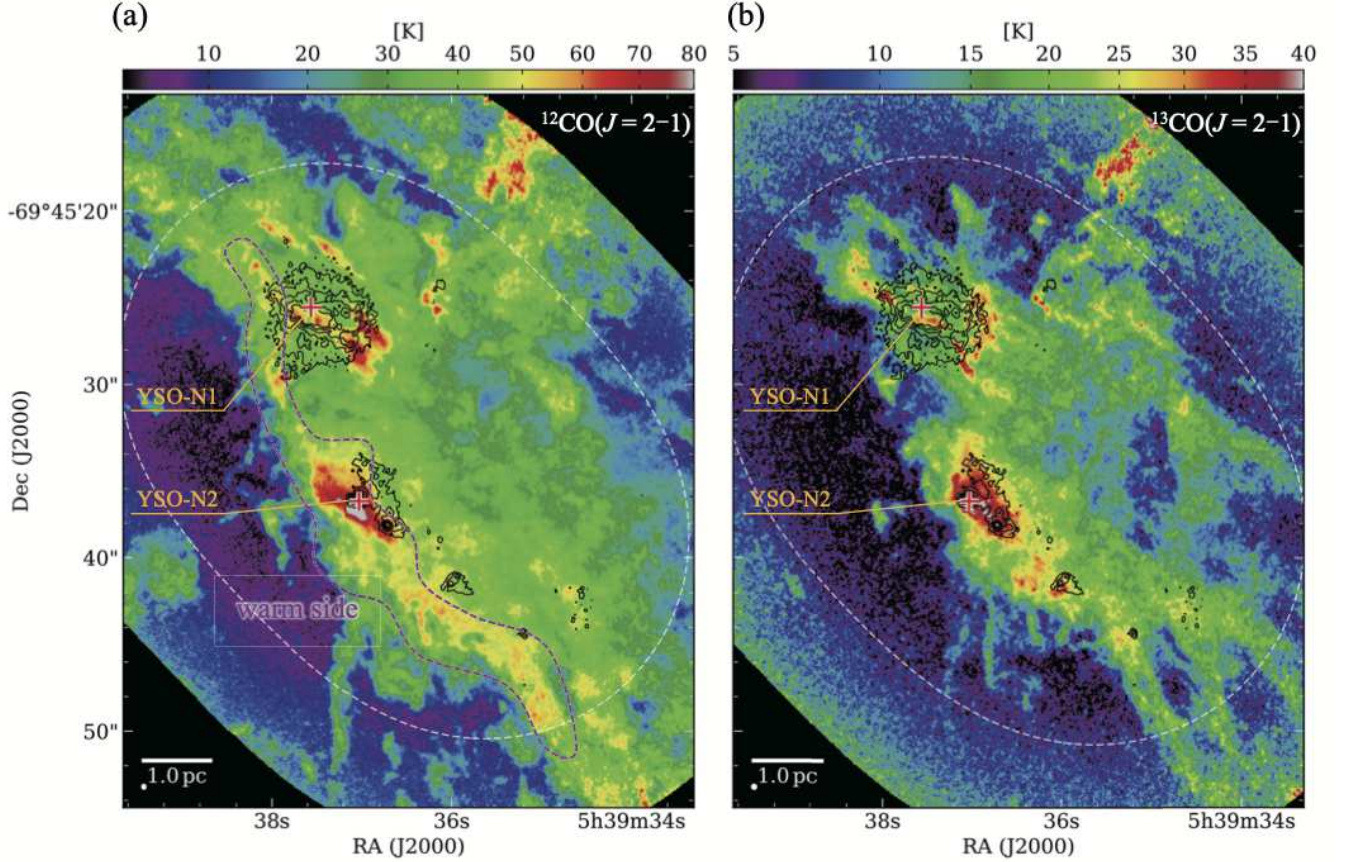 (a)
[K]
10 20 30 40 50 60 70 80
¹²CO(J = 2−1)
-69°45'20"
30"
40"
50"
Dec (J2000)
YSO-N1
YSO-N2
warm side
1.0 pc
38s 36s 5h39m34s
RA (J2000)
(b)
[K]
5 10 15 20 25 30 35 40
¹³CO(J = 2−1)
YSO-N1
YSO-N2
1.0 pc
38s 36s 5h39m34s
RA (J2000)